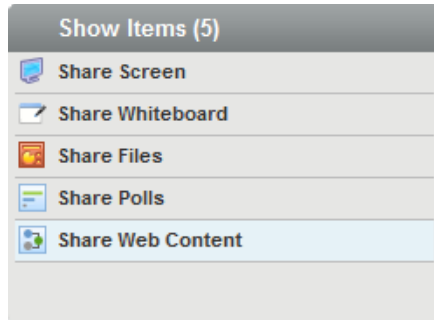 Show Items (5)
Share Screen
Share Whiteboard
Share Files
Share Polls
Share Web Content